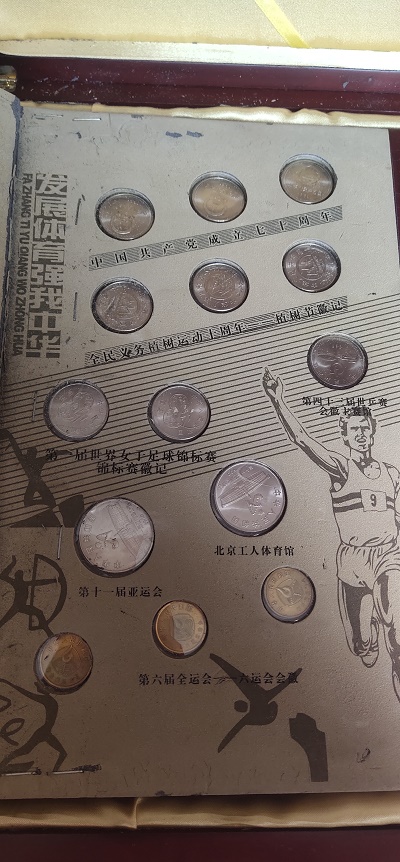 发展体育强我中华
FA ZHAN TI YU QIANG WO ZHONG HUA
中国共产党成立七十周年
全民义务植树运动十周年——植树节徽记
第四十三届世乒赛
会徽 赛馆
第一届世界女子足球锦标赛
锦标赛徽记
北京工人体育馆
第十一届亚运会
第六届全运会——六运会会徽
9